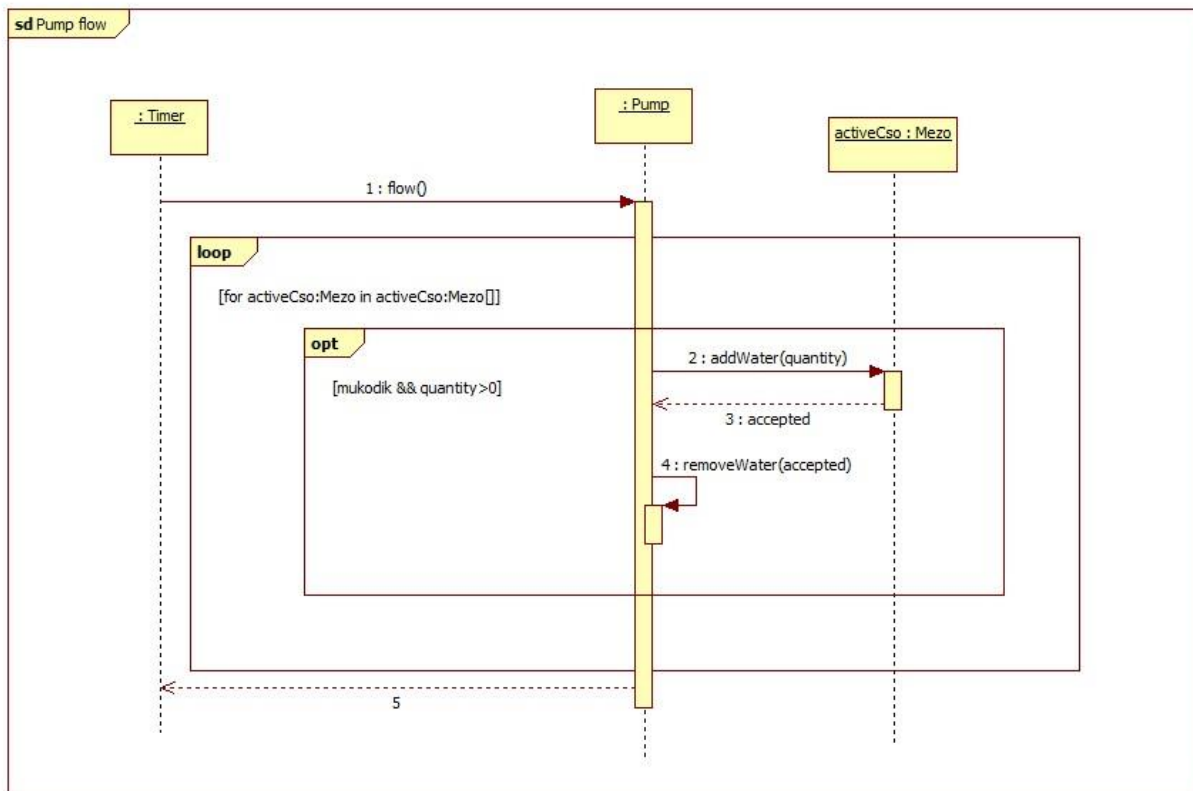 sd Pump flow
: Timer
: Pump
activeCso : Mezo
1 : flow()
loop
[for activeCso:Mezo in activeCso:Mezo[]]
opt
2 : addWater(quantity)
[mukodik && quantity>0]
3 : accepted
4 : removeWater(accepted)
5